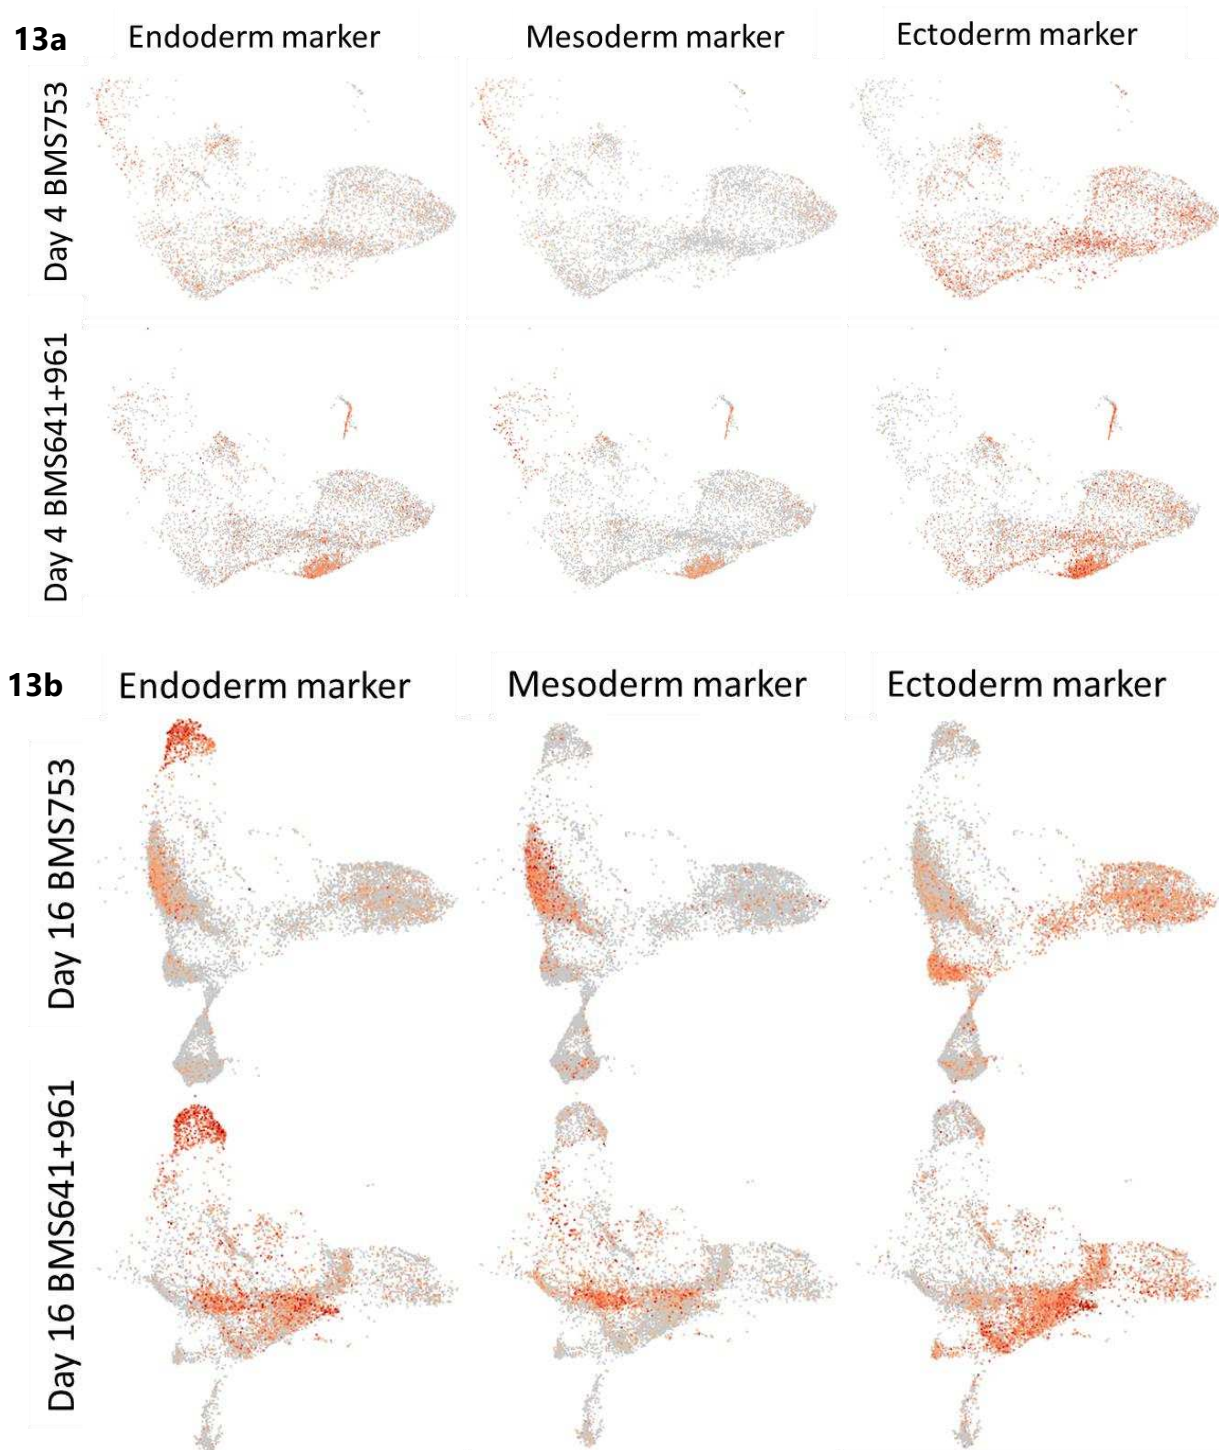 13a
Endoderm marker
Mesoderm marker
Ectoderm marker
Day 4 BMS753
Day 4 BMS641+961
13b
Endoderm marker
Mesoderm marker
Ectoderm marker
Day 16 BMS753
Day 16 BMS641+961